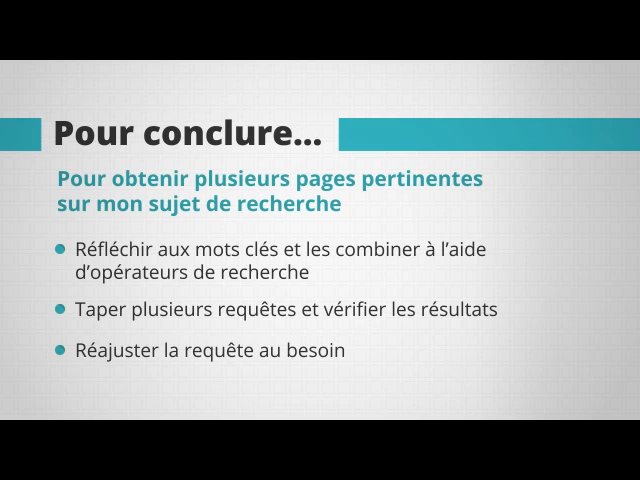 Pour conclure...
Pour obtenir plusieurs pages pertinentes
sur mon sujet de recherche
Réfléchir aux mots clés et les combiner à l’aide
d’opérateurs de recherche
Taper plusieurs requêtes et vérifier les résultats
Réajuster la requête au besoin